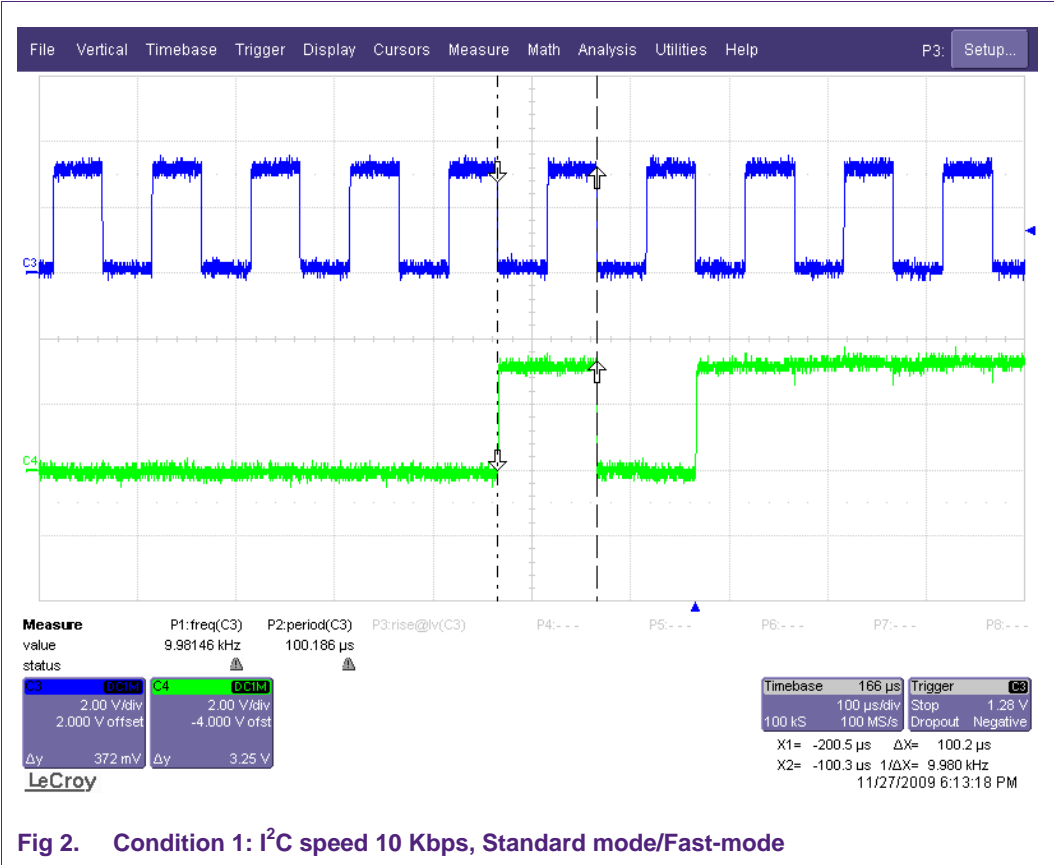 File Vertical Timebase Trigger Display Cursors Measure Math Analysis Utilities Help P3: Setup...
C3
C4
Measure P1:freq(C3) P2:period(C3) P3:rise@lv(C3) P4:- - - P5:- - - P6:- - - P7:- - - P8:- - -
value 9.98146 kHz 100.186 µs
status
C3 DC1M
2.00 V/div
2.000 V offset
Δy 372 mV
C4 DC1M
2.00 V/div
-4.000 V ofst
Δy 3.25 V
Timebase 166 µs
100 µs/div
100 kS 100 MS/s
Trigger C3
Stop 1.28 V
Dropout Negative
X1= -200.5 µs ΔX= 100.2 µs
X2= -100.3 us 1/ΔX= 9.980 kHz
LeCroy
11/27/2009 6:13:18 PM
Fig 2. Condition 1: I²C speed 10 Kbps, Standard mode/Fast-mode